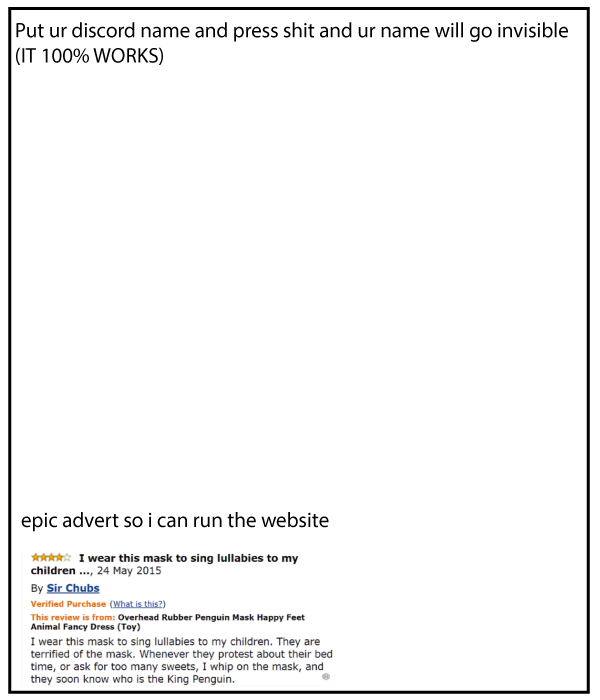 Put ur discord name and press shit and ur name will go invisible
(IT 100% WORKS)
epic advert so i can run the website
I wear this mask to sing lullabies to my
children ..., 24 May 2015
By Sir Chubs
Verified Purchase (What is this?)
This review is from: Overhead Rubber Penguin Mask Happy Feet
Animal Fancy Dress (Toy)
I wear this mask to sing lullabies to my children. They are
terrified of the mask. Whenever they protest about their bed
time, or ask for too many sweets, I whip on the mask, and
they soon know who is the King Penguin.